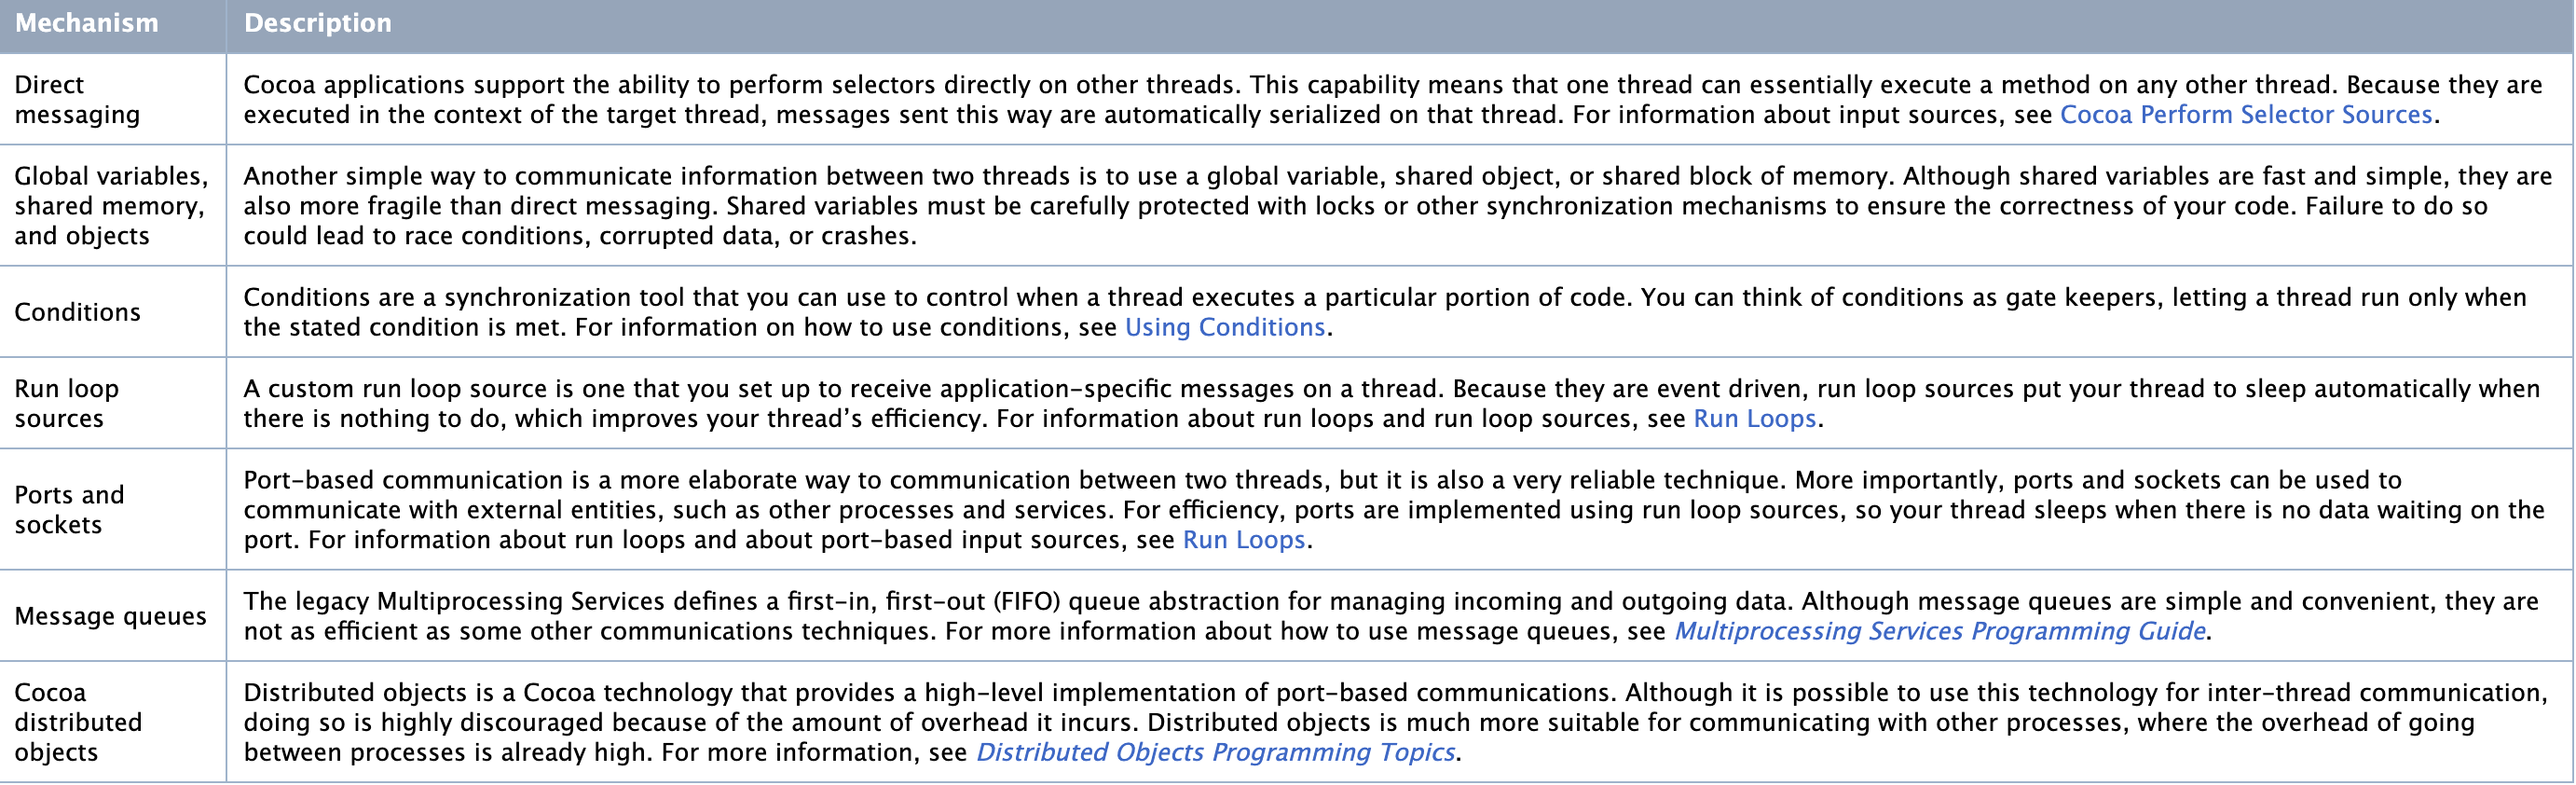 Mechanism
Description
Direct
messaging
Cocoa applications support the ability to perform selectors directly on other threads. This capability means that one thread can essentially execute a method on any other thread. Because they are
executed in the context of the target thread, messages sent this way are automatically serialized on that thread. For information about input sources, see Cocoa Perform Selector Sources.
Global variables,
shared memory,
and objects
Another simple way to communicate information between two threads is to use a global variable, shared object, or shared block of memory. Although shared variables are fast and simple, they are
also more fragile than direct messaging. Shared variables must be carefully protected with locks or other synchronization mechanisms to ensure the correctness of your code. Failure to do so
could lead to race conditions, corrupted data, or crashes.
Conditions
Conditions are a synchronization tool that you can use to control when a thread executes a particular portion of code. You can think of conditions as gate keepers, letting a thread run only when
the stated condition is met. For information on how to use conditions, see Using Conditions.
Run loop
sources
A custom run loop source is one that you set up to receive application-specific messages on a thread. Because they are event driven, run loop sources put your thread to sleep automatically when
there is nothing to do, which improves your thread’s efficiency. For information about run loops and run loop sources, see Run Loops.
Ports and
sockets
Port-based communication is a more elaborate way to communication between two threads, but it is also a very reliable technique. More importantly, ports and sockets can be used to
communicate with external entities, such as other processes and services. For efficiency, ports are implemented using run loop sources, so your thread sleeps when there is no data waiting on the
port. For information about run loops and about port-based input sources, see Run Loops.
Message queues
The legacy Multiprocessing Services defines a first-in, first-out (FIFO) queue abstraction for managing incoming and outgoing data. Although message queues are simple and convenient, they are
not as efficient as some other communications techniques. For more information about how to use message queues, see Multiprocessing Services Programming Guide.
Cocoa
distributed
objects
Distributed objects is a Cocoa technology that provides a high-level implementation of port-based communications. Although it is possible to use this technology for inter-thread communication,
doing so is highly discouraged because of the amount of overhead it incurs. Distributed objects is much more suitable for communicating with other processes, where the overhead of going
between processes is already high. For more information, see Distributed Objects Programming Topics.